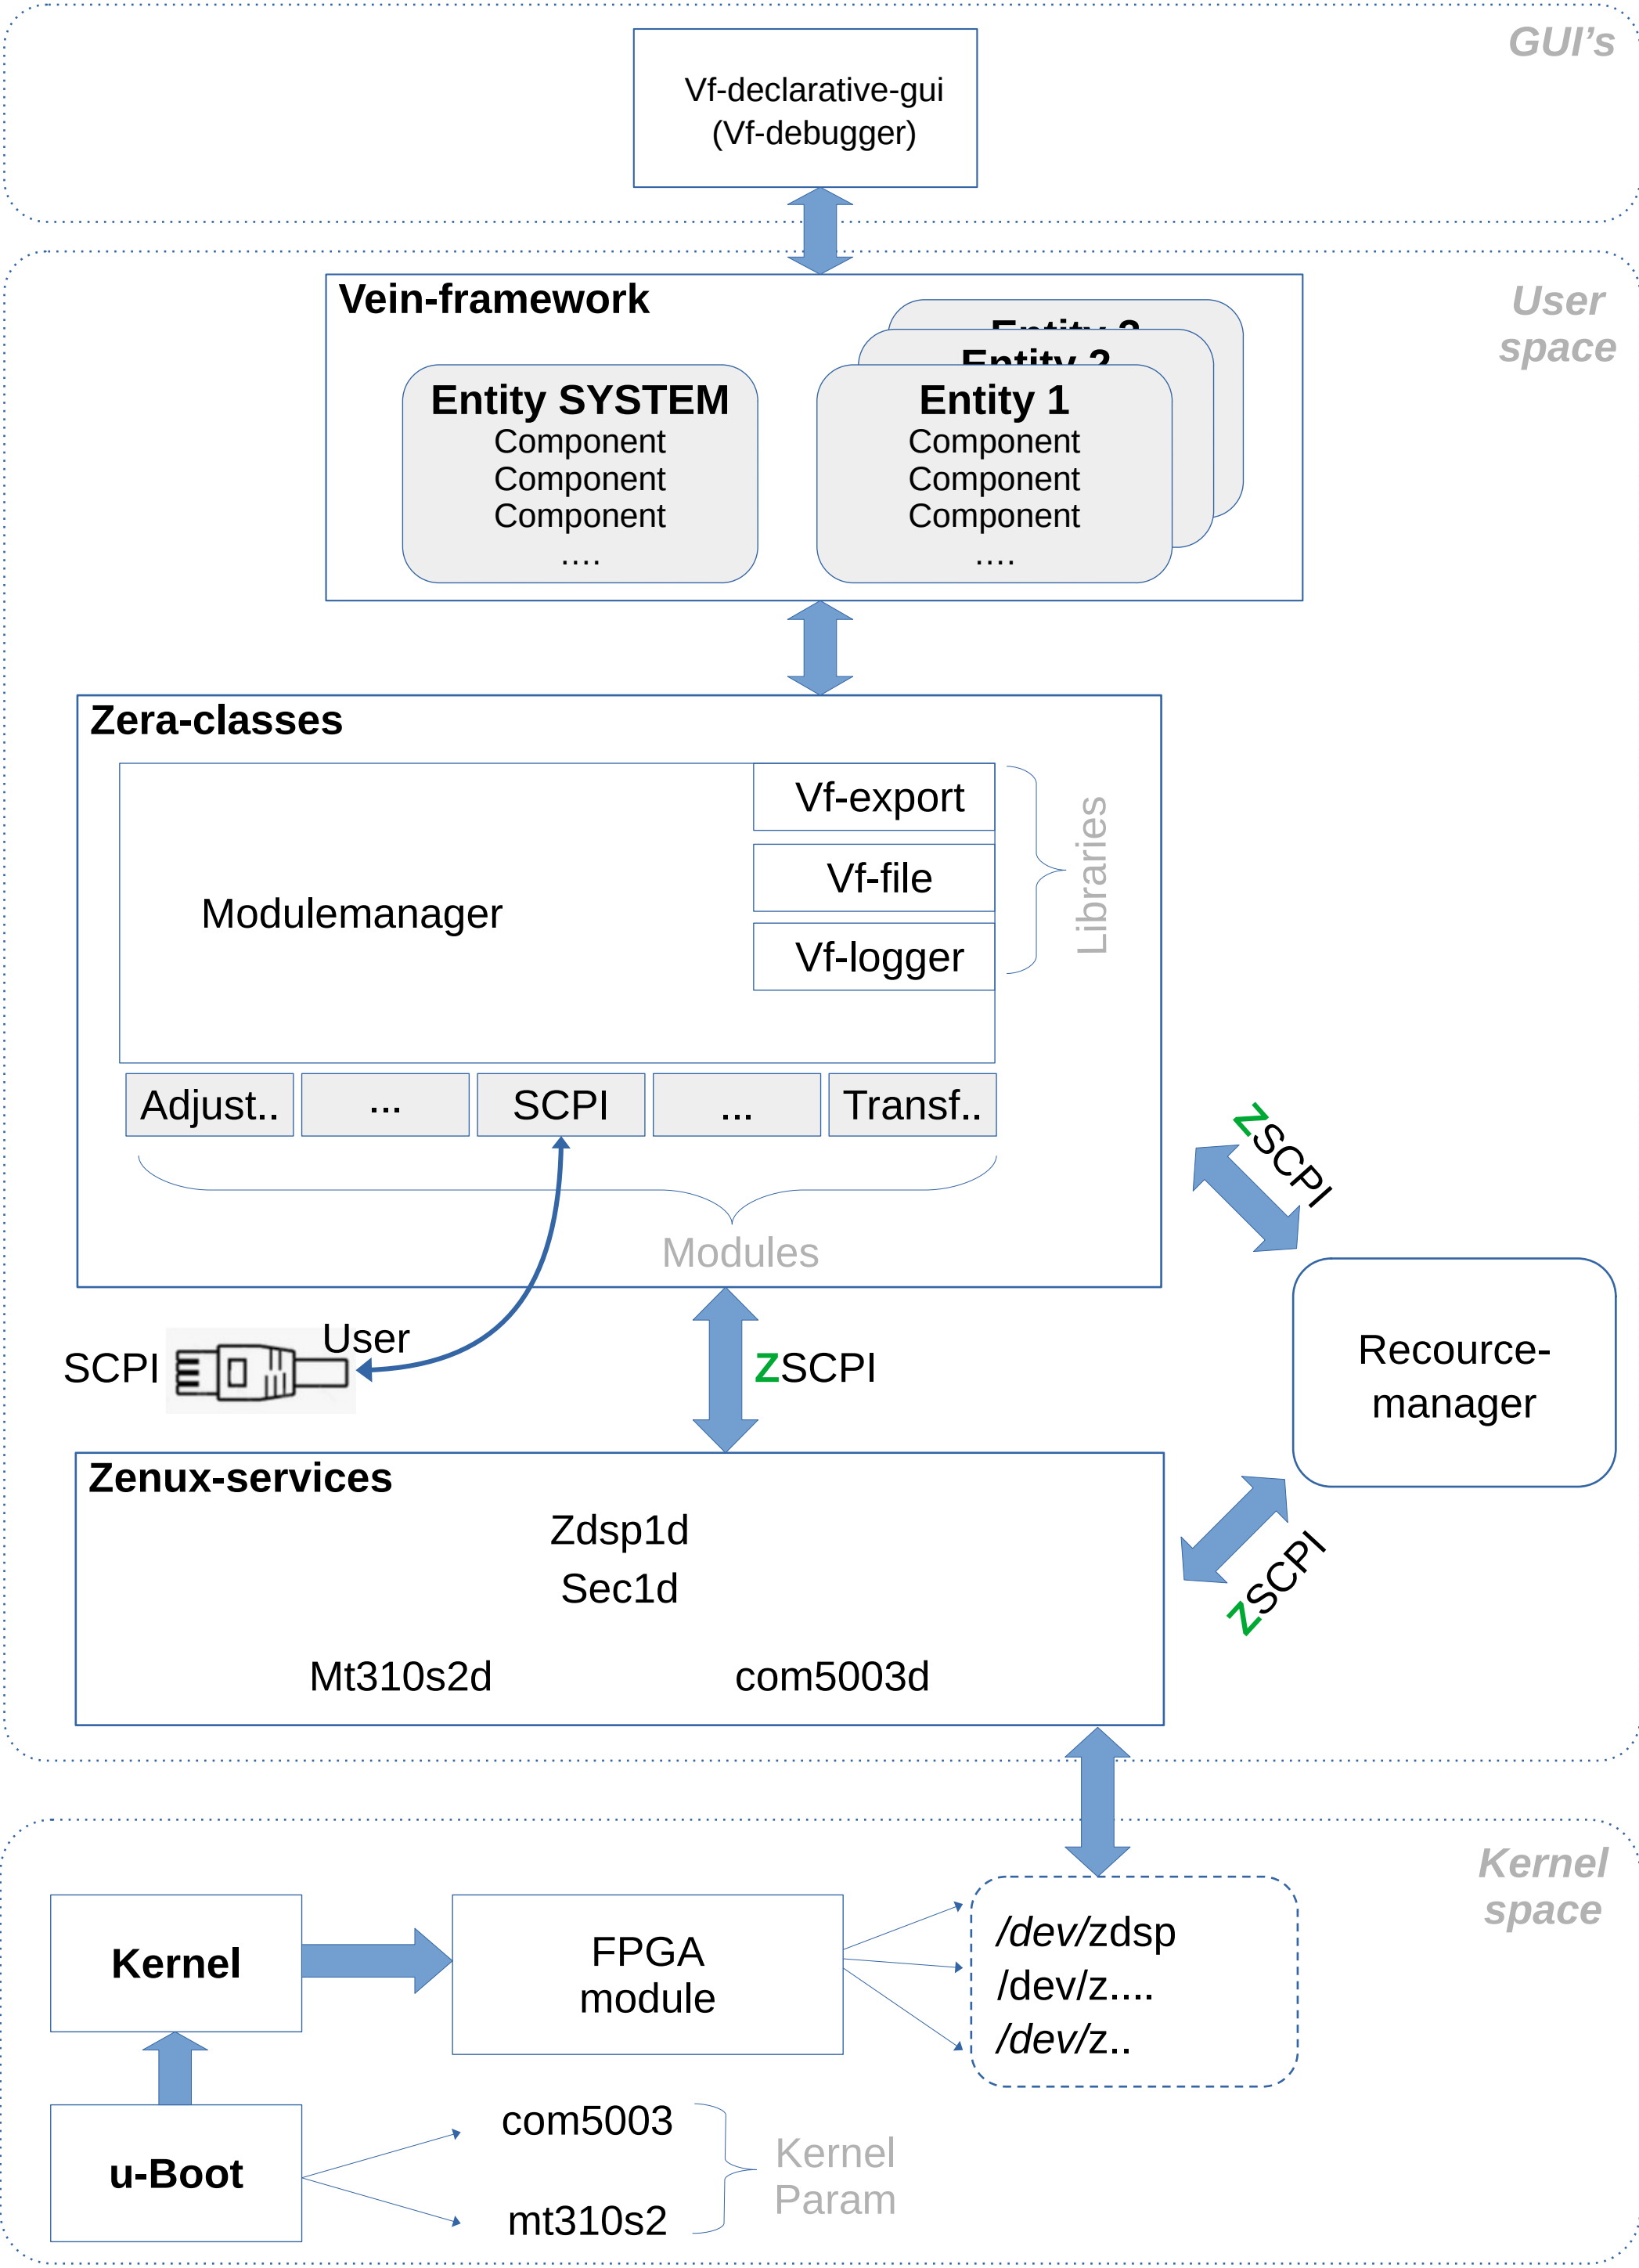 GUI’s
Vf-declarative-gui
(Vf-debugger)
User
space
Vein-framework
Entity 2
Entity SYSTEM
Component
Component
Component
....
Entity 1
Component
Component
Component
....
Zera-classes
Modulemanager
Vf-export
Vf-file
Vf-logger
Libraries
Adjust..
...
SCPI
...
Transf..
Modules
ZSCPI
SCPI
User
ZSCPI
Recource-
manager
Zenux-services
Zdsp1d
Sec1d
Mt310s2d
com5003d
ZSCPI
Kernel
space
Kernel
FPGA
module
/dev/zdsp
/dev/z....
/dev/z..
u-Boot
com5003
mt310s2
Kernel
Param